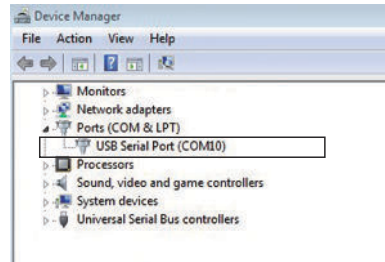 Device Manager
File Action View Help
Monitors
Network adapters
Ports (COM & LPT)
USB Serial Port (COM10)
Processors
Sound, video and game controllers
System devices
Universal Serial Bus controllers